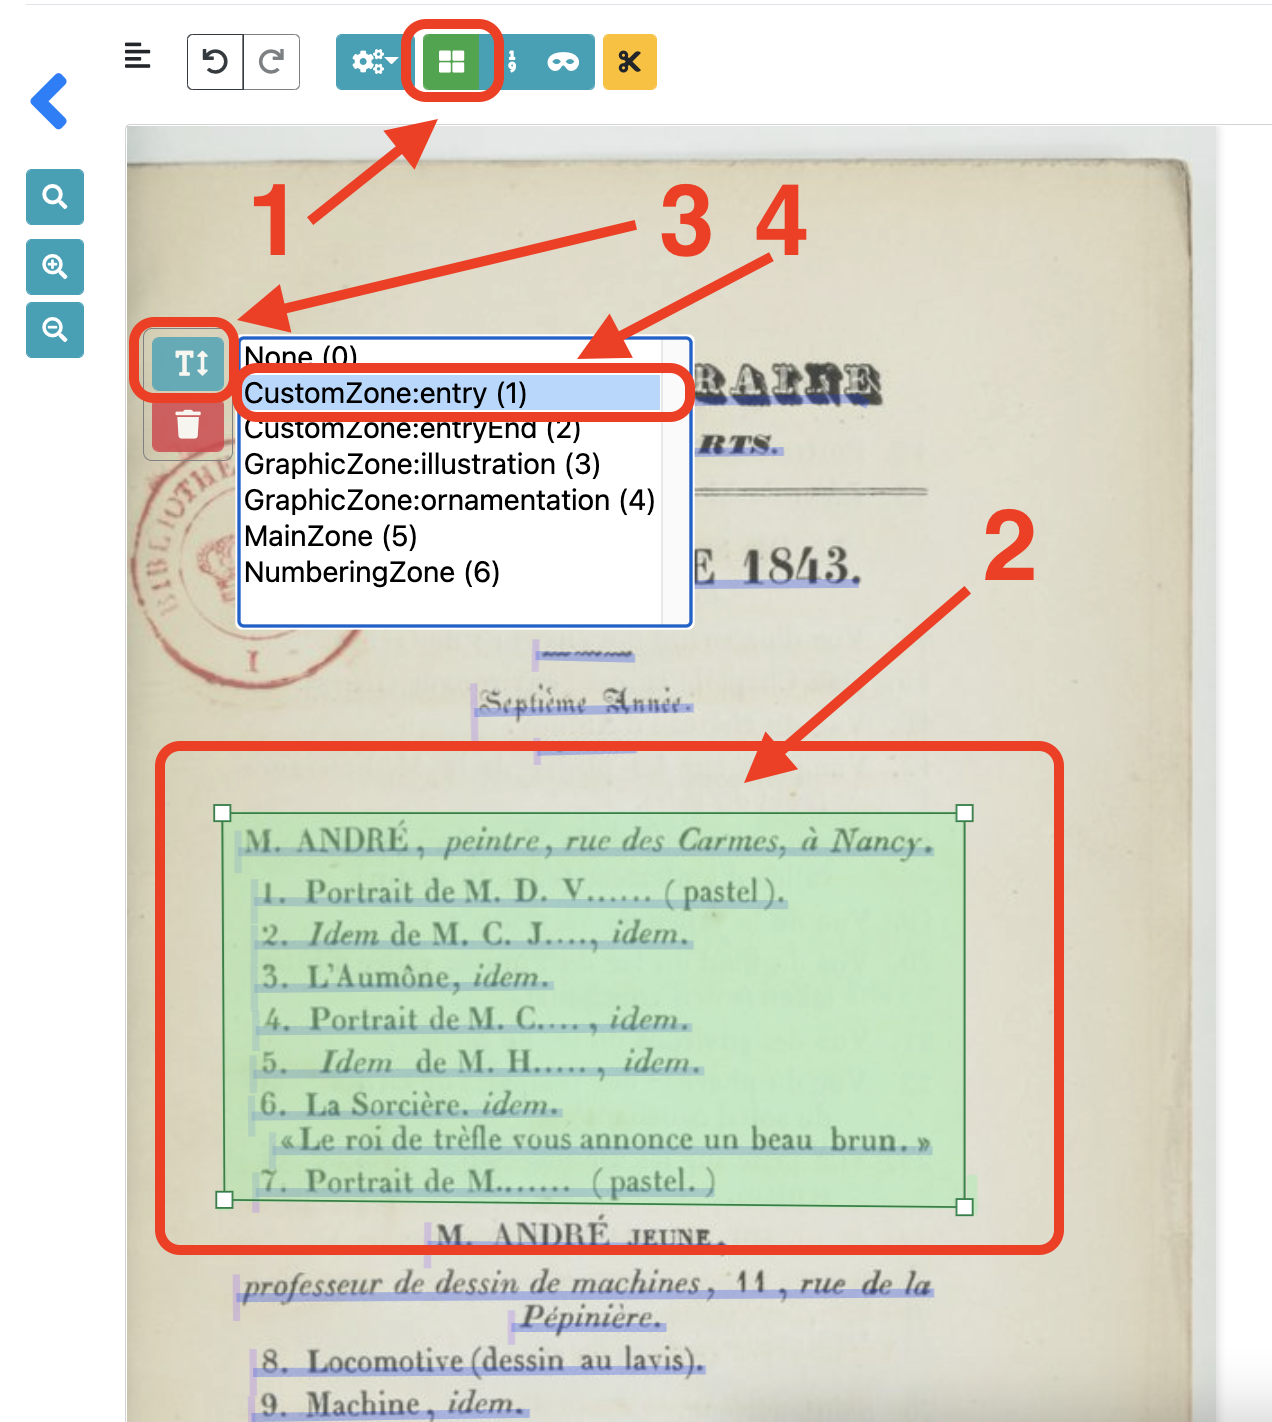 1
3 4
None (0)
CustomZone:entry (1)
CustomZone:entryEnd (2)
GraphicZone:illustration (3)
GraphicZone:ornamentation (4)
MainZone (5)
NumberingZone (6)
T
RAINE
RTS.
2
E 1843.
BIBLIOTHE
I
Septième Année.
M. ANDRÉ, peintre, rue des Carmes, à Nancy.
1. Portrait de M. D. V...... (pastel).
2. Idem de M. C. J...., idem.
3. L'Aumône, idem.
4. Portrait de M. C...., idem.
5. Idem de M. H....., idem.
6. La Sorcière. idem.
«Le roi de trèfle vous annonce un beau brun.»
7. Portrait de M....... (pastel.)
M. ANDRÉ JEUNE,
professeur de dessin de machines, 11, rue de la
Pépinière.
8. Locomotive (dessin au lavis).
9. Machine, idem.